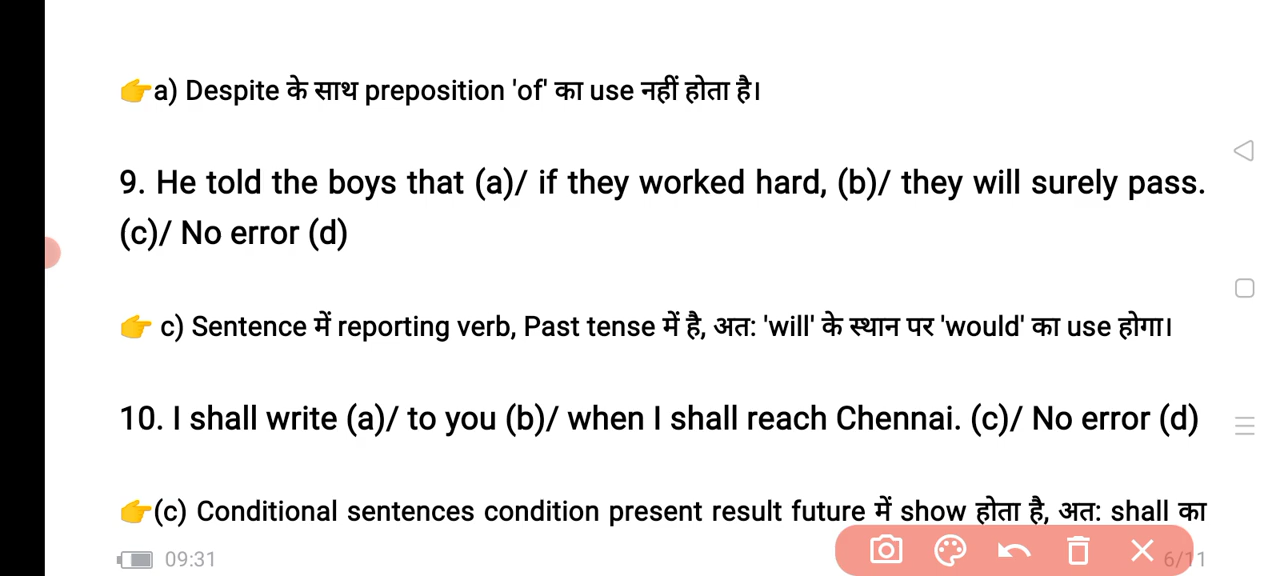 👉a) Despite के साथ preposition 'of' का use नहीं होता है।
9. He told the boys that (a)/ if they worked hard, (b)/ they will surely pass.
(c)/ No error (d)
👉 c) Sentence में reporting verb, Past tense में है, अत: 'will' के स्थान पर 'would' का use होगा।
10. I shall write (a)/ to you (b)/ when I shall reach Chennai. (c)/ No error (d)
👉(c) Conditional sentences condition present result future में show होता है, अत: shall का
09:31
6/11